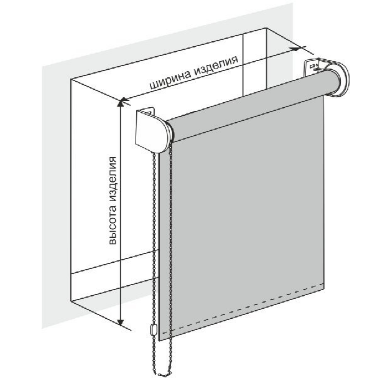 ширина изделия
высота изделия